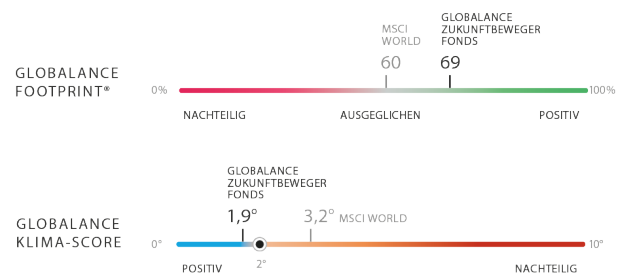 GLOBALANCE
FOOTPRINT®
MSCI
WORLD
60
GLOBALANCE
ZUKUNFTBEWEGER
FONDS
69
0%
100%
NACHTEILIG
AUSGEGLICHEN
POSITIV
GLOBALANCE
KLIMA-SCORE
GLOBALANCE
ZUKUNFTBEWEGER
FONDS
1,9°
3,2° MSCI WORLD
0°
10°
2°
POSITIV
NACHTEILIG